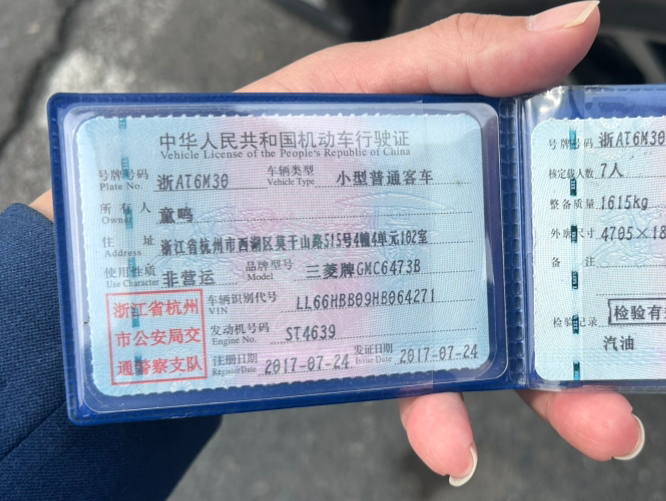 中华人民共和国机动车行驶证
Vehicle License of the People's Republic of China
号牌号码 浙AT6M30 车辆类型 小型普通客车
Plate No. Vehicle Type
所有人 童鸣
Owner
住址 浙江省杭州市西湖区莫干山路515号4幢4单元102室
Address
使用性质 非营运 品牌型号 三菱牌GMC6473B
Use Character Model
浙江省杭州
市公安局交
通警察支队
车辆识别代号 LL66HBB09HB064271
VIN
发动机号码 ST4639
Engine No.
注册日期 2017-07-24 发证日期 2017-07-24
Register Date Issue Date
号牌号码 浙AT6M30
核定载人数 7人
整备质量 1615kg
外廓尺寸 4705×18
备注
检验记录 检验有
汽油